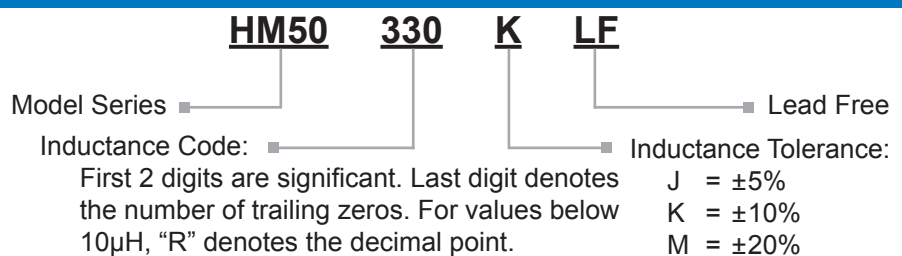 HM50 330 K LF
Model Series
Lead Free
Inductance Code:
First 2 digits are significant. Last digit denotes
the number of trailing zeros. For values below
10µH, “R” denotes the decimal point.
Inductance Tolerance:
J = ±5%
K = ±10%
M = ±20%